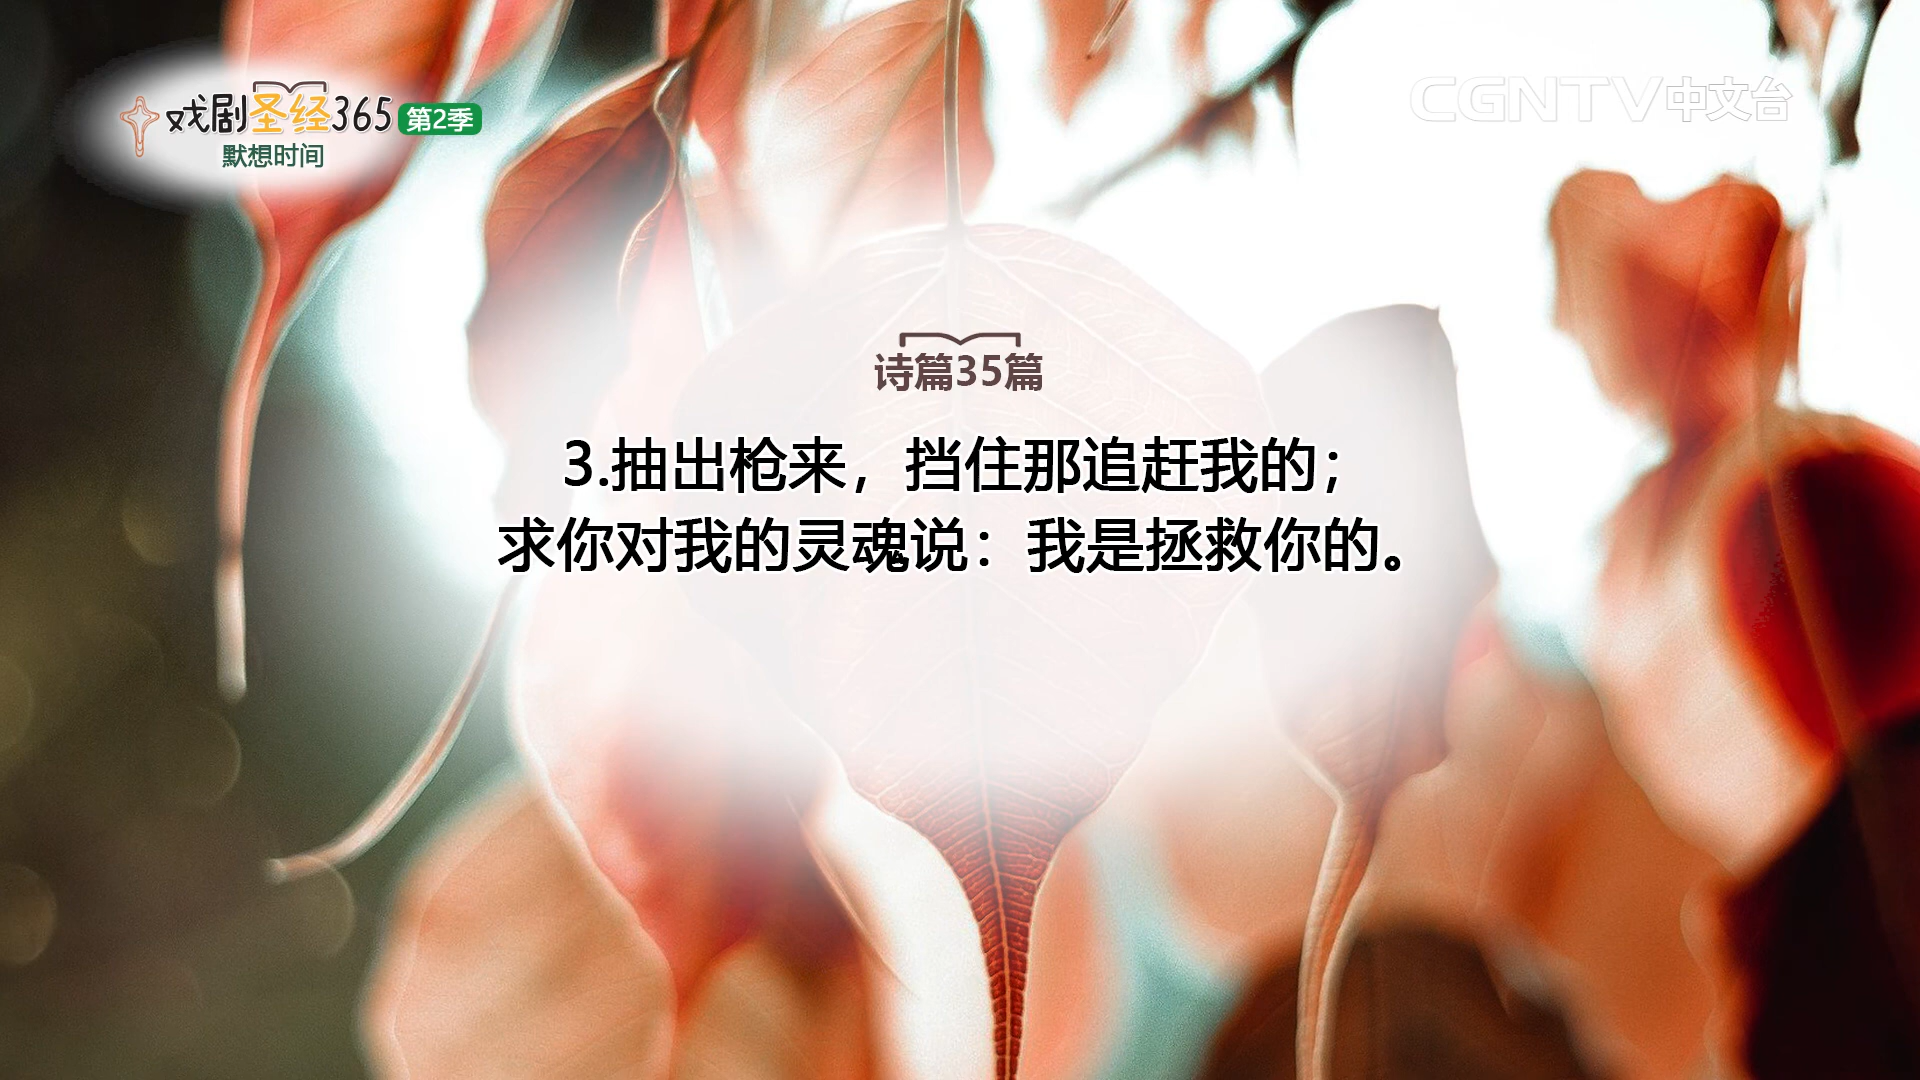 戏剧圣经365 第2季
默想时间
CGNTV中文台
诗篇35篇
3.抽出枪来，挡住那追赶我的；
求你对我的灵魂说：我是拯救你的。